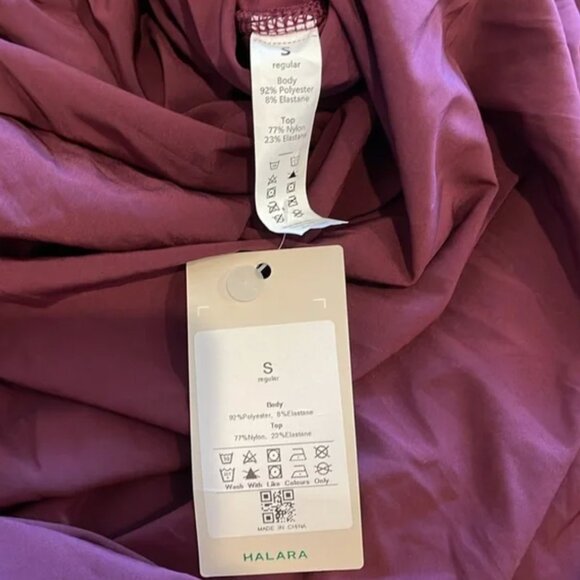 S
regular
Body
92% Polyester
8% Elastane
Top
77% Nylon
23% Elastane
S
regular
Body
92%Polyester, 8%Elastane
Top
77%Nylon, 23%Elastane
Wash With Like Colours Only
MADE IN CHINA
HALARA